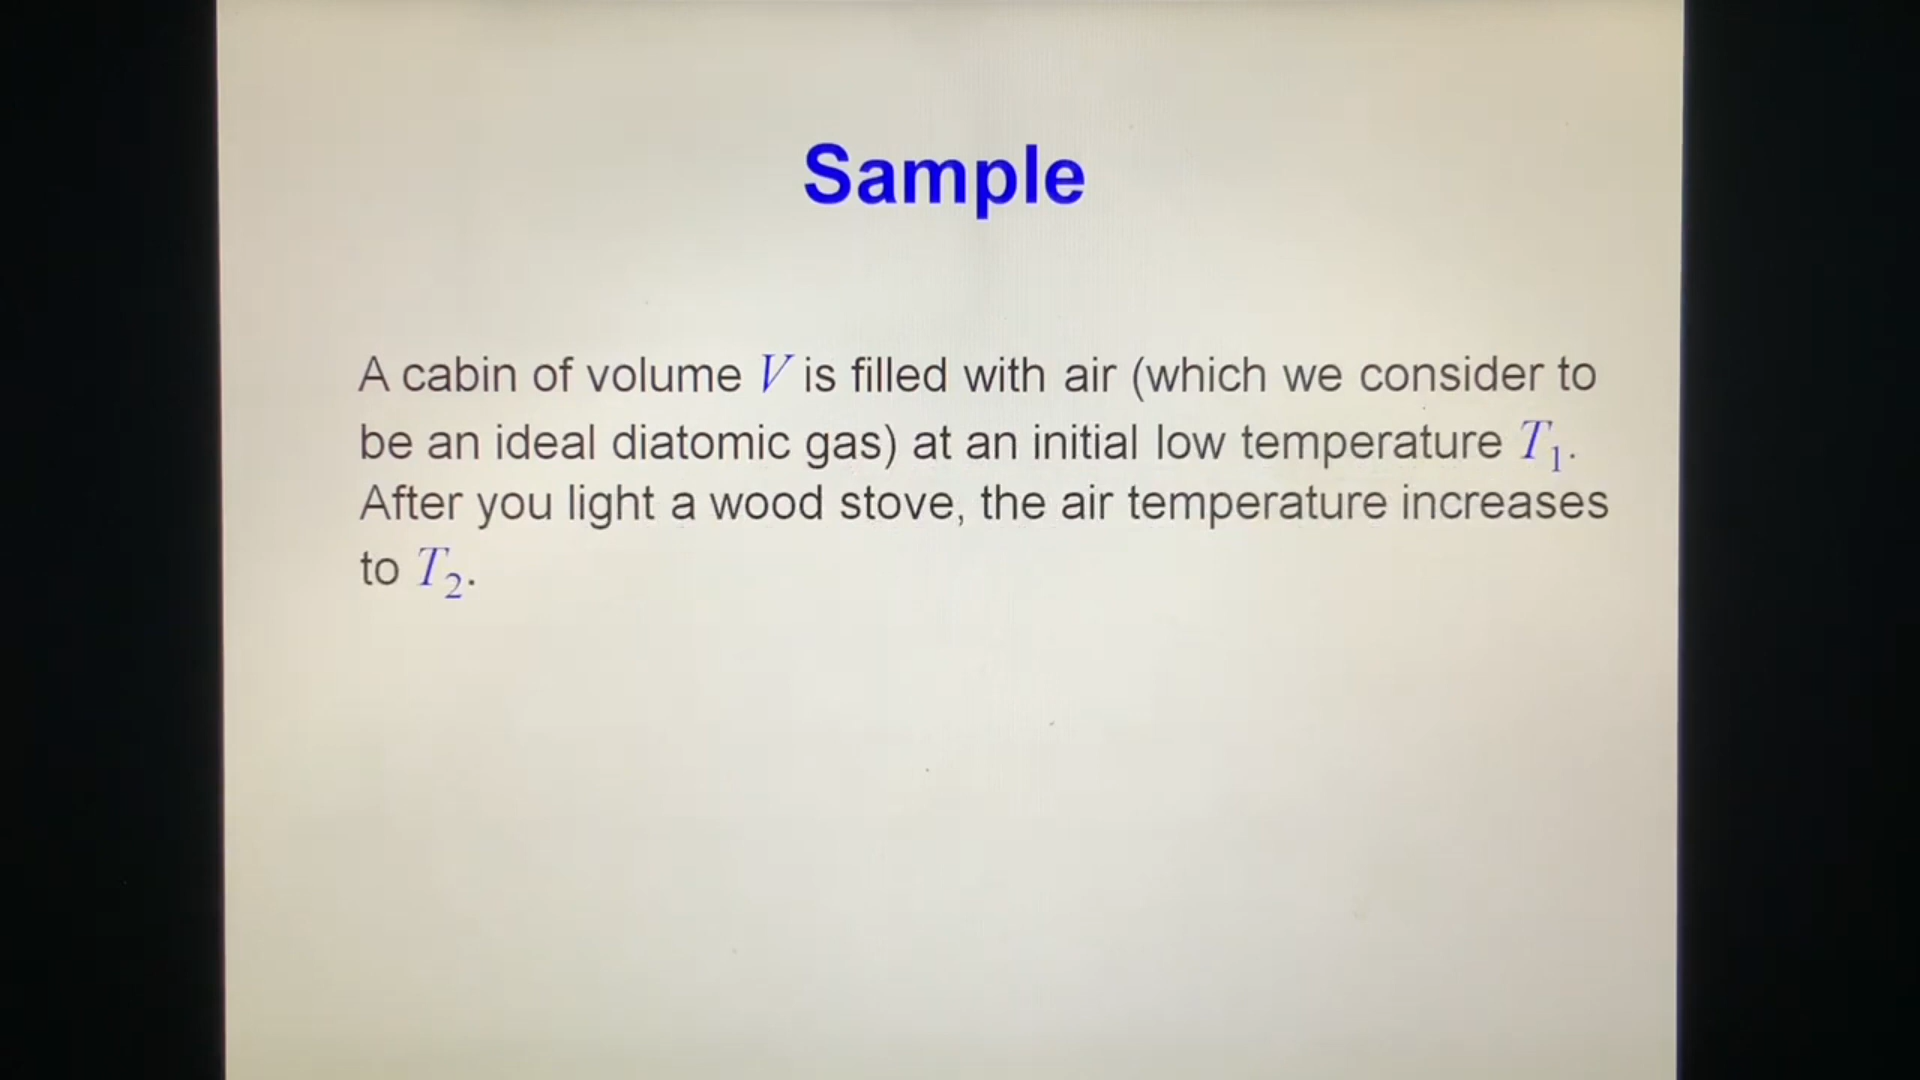 Sample
A cabin of volume V is filled with air (which we consider to
be an ideal diatomic gas) at an initial low temperature T₁.
After you light a wood stove, the air temperature increases
to T₂.